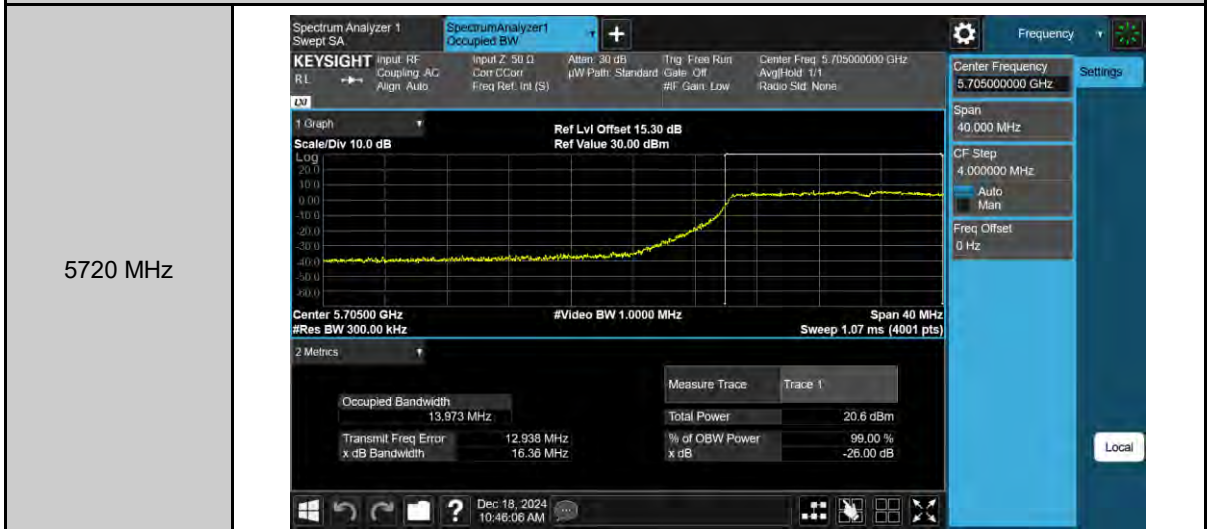 5720 MHz
Spectrum Analyzer 1
Swept SA
SpectrumAnalyzer1
Occupied BW
Frequency
KEYSIGHT
RL
LXI
Input: RF
Coupling: AC
Align: Auto
Input Z: 50 Ω
Corr CCorr
Freq Ref: Int (S)
Atten: 30 dB
µW Path: Standard
Trig: Free Run
Gate: Off
#IF Gain: Low
Center Freq: 5.705000000 GHz
Avg|Hold: 1/1
Radio Std: None
Center Frequency
5.705000000 GHz
Settings
Span
40.000 MHz
CF Step
4.000000 MHz
Auto
Man
Freq Offset
0 Hz
Local
1 Graph
Scale/Div 10.0 dB
Ref Lvl Offset 15.30 dB
Ref Value 30.00 dBm
Log
20.0
10.0
0.00
-10.0
-20.0
-30.0
-40.0
-50.0
-60.0
Center 5.70500 GHz
#Video BW 1.0000 MHz
Span 40 MHz
#Res BW 300.00 kHz
Sweep 1.07 ms (4001 pts)
2 Metrics
Measure Trace Trace 1
Occupied Bandwidth
13.973 MHz
Total Power 20.6 dBm
Transmit Freq Error 12.938 MHz
% of OBW Power 99.00 %
x dB Bandwidth 16.36 MHz
x dB -26.00 dB
?
Dec 18, 2024
10:46:06 AM